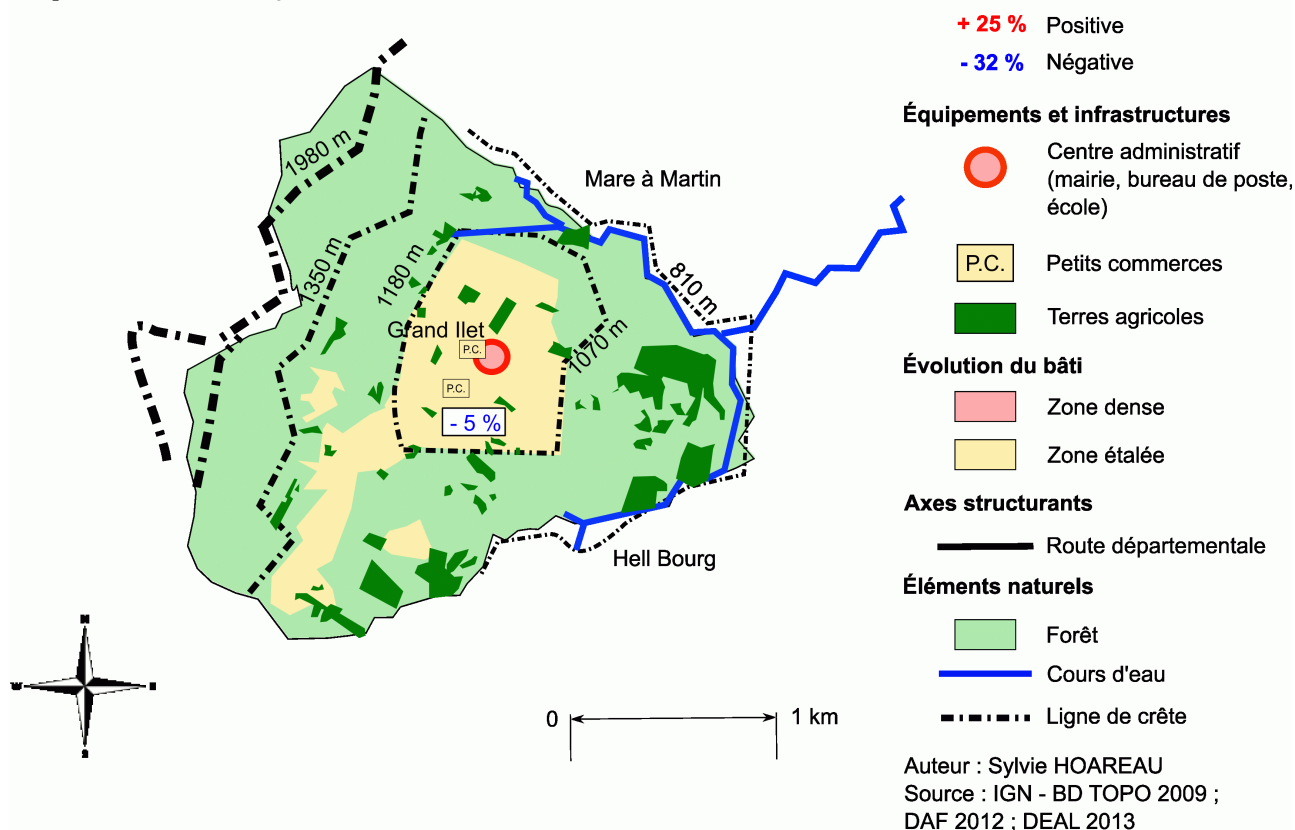 + 25 % Positive
- 32 % Négative
Équipements et infrastructures
Centre administratif
(mairie, bureau de poste,
école)
P.C. Petits commerces
Terres agricoles
Évolution du bâti
Zone dense
Zone étalée
Axes structurants
Route départementale
Éléments naturels
Forêt
Cours d'eau
Ligne de crête
Auteur : Sylvie HOAREAU
Source : IGN - BD TOPO 2009 ;
DAF 2012 ; DEAL 2013
1980 m
Mare à Martin
1350 m
1180 m
810 m
Grand Ilet
1070 m
P.C.
P.C.
- 5 %
Hell Bourg
N
0 1 km